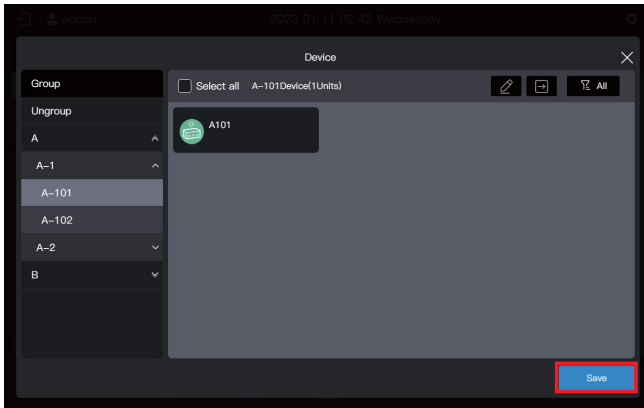 admin 2023-01-11 02:42 Wednesday
Device
Group
Select all A-101Device(1Units)
All
Ungroup
A
A-1
A-101
A-102
A-2
B
A101
Save